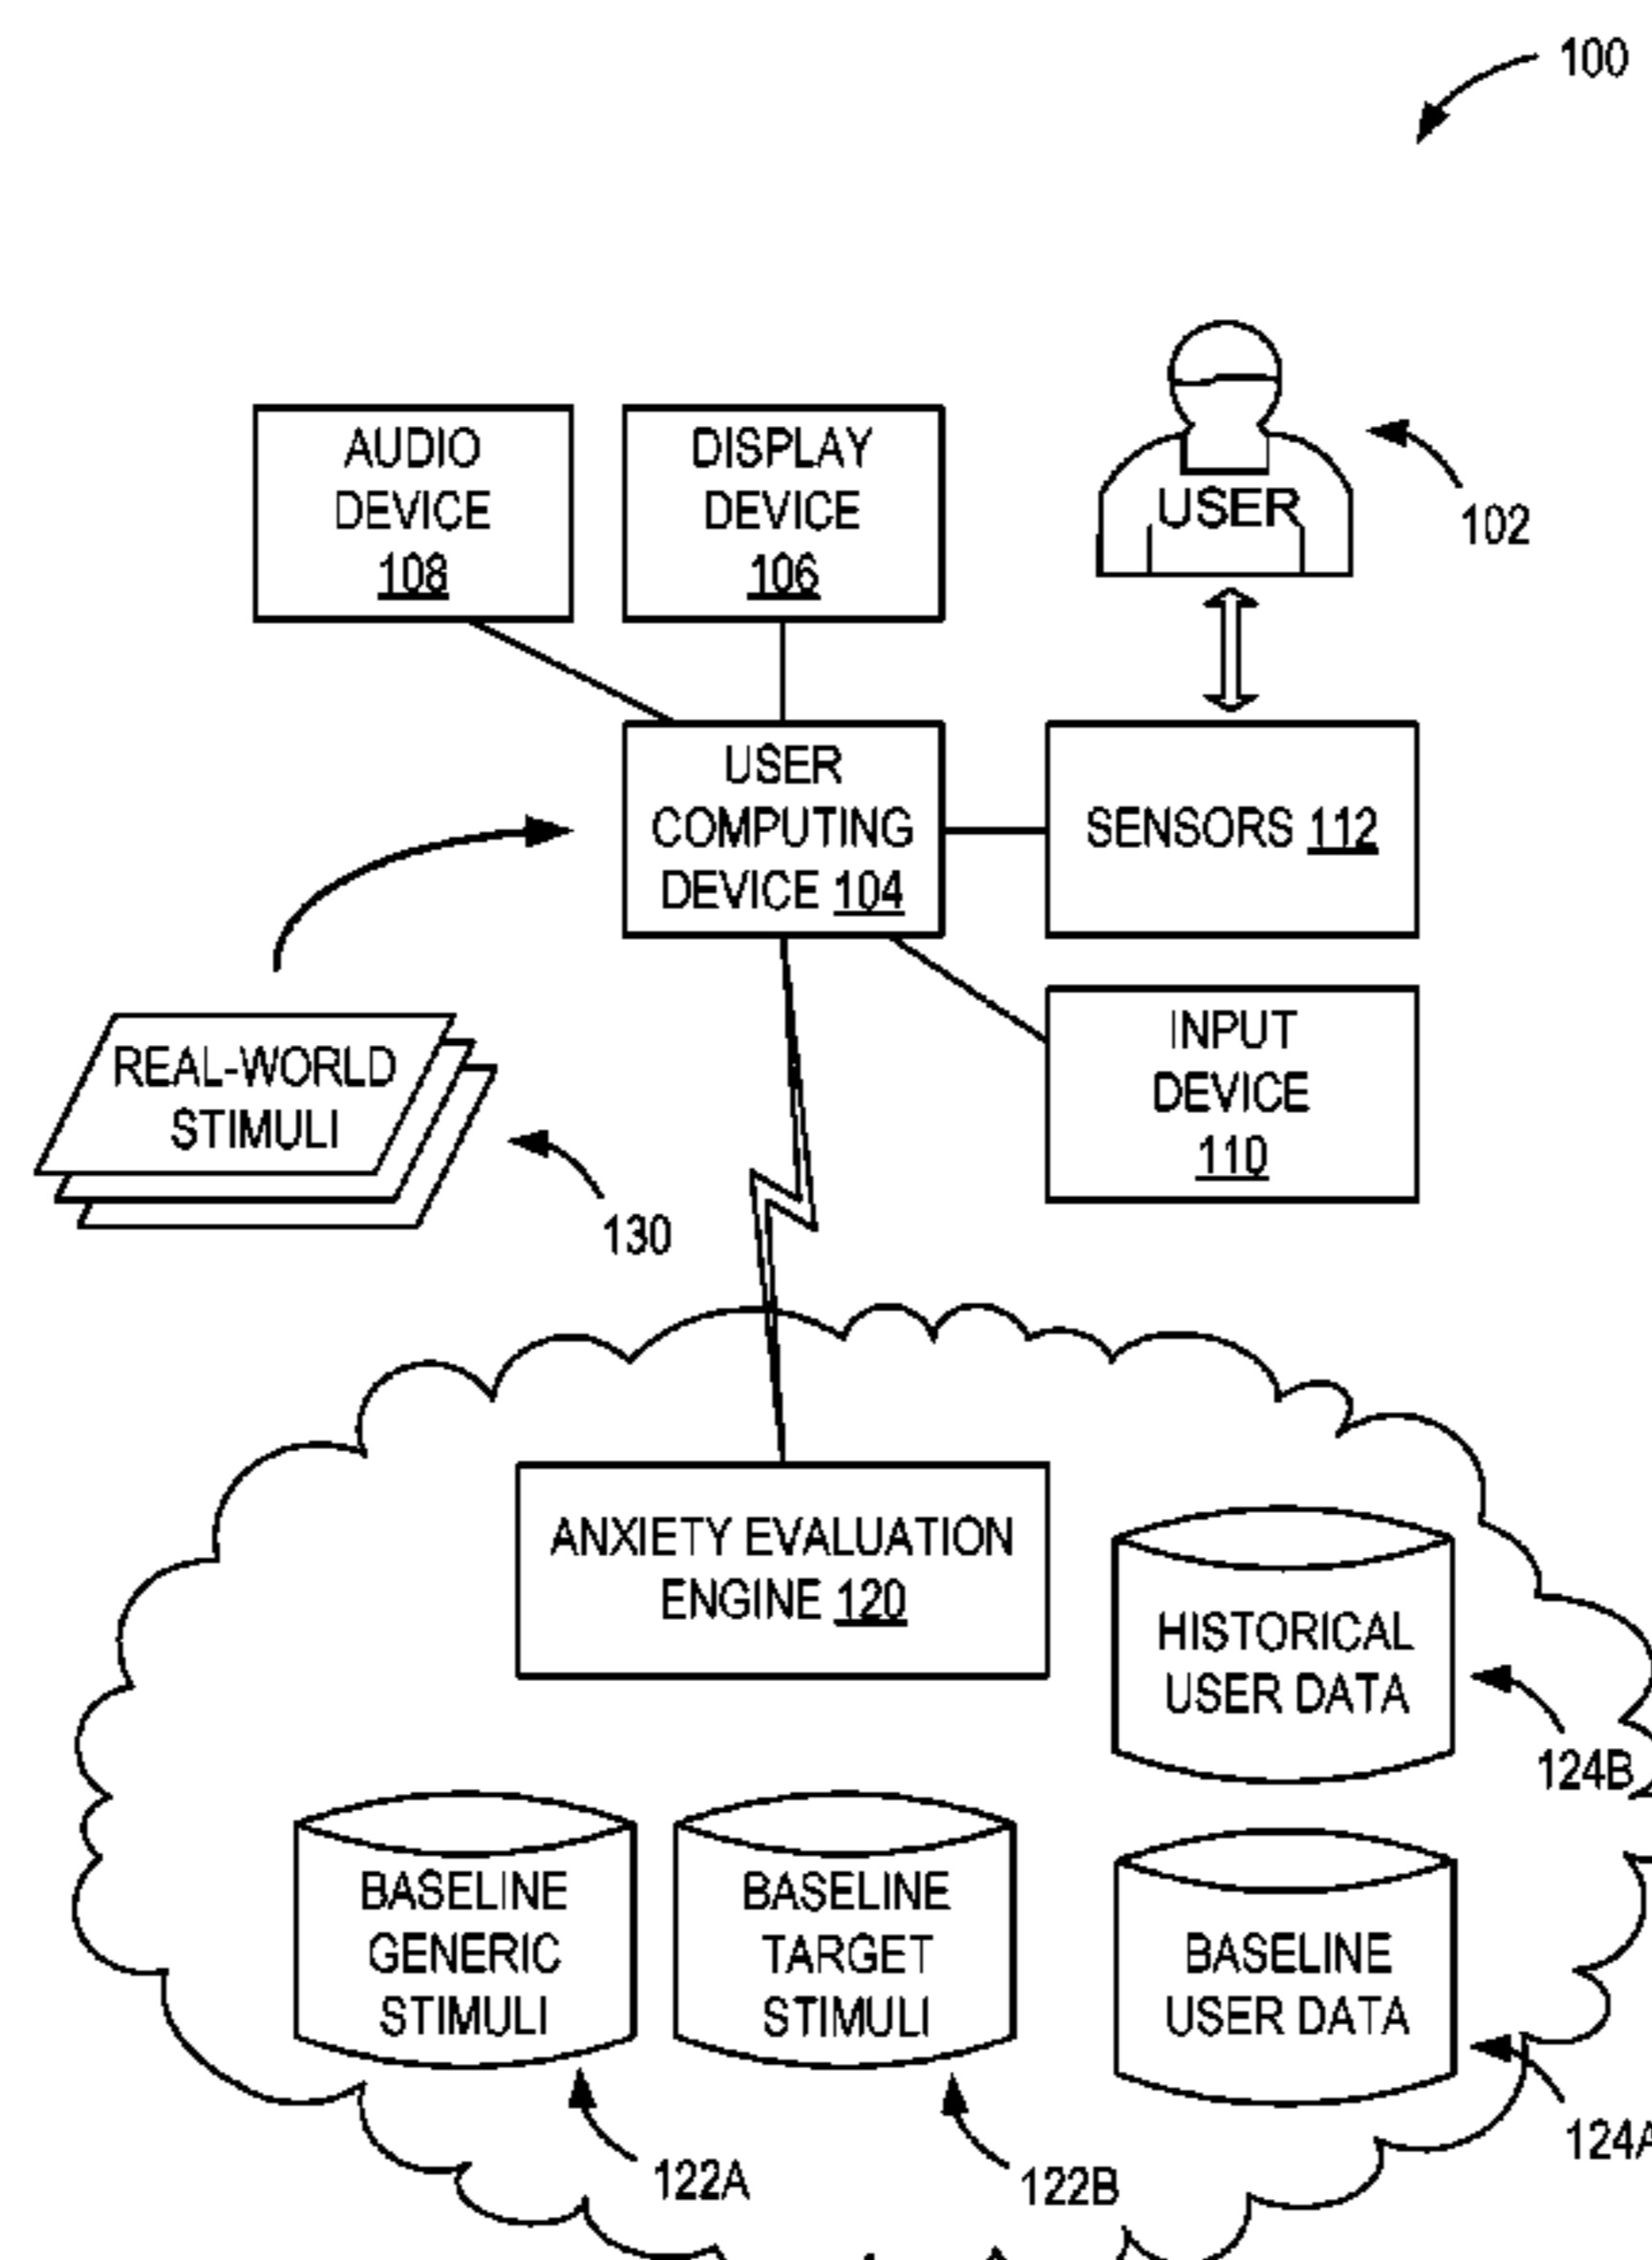 100
AUDIO
DEVICE
108
DISPLAY
DEVICE
106
USER
102
USER
COMPUTING
DEVICE 104
SENSORS 112
INPUT
DEVICE
110
REAL-WORLD
STIMULI
130
ANXIETY EVALUATION
ENGINE 120
HISTORICAL
USER DATA
124B
BASELINE
GENERIC
STIMULI
122A
BASELINE
TARGET
STIMULI
122B
BASELINE
USER DATA
124A